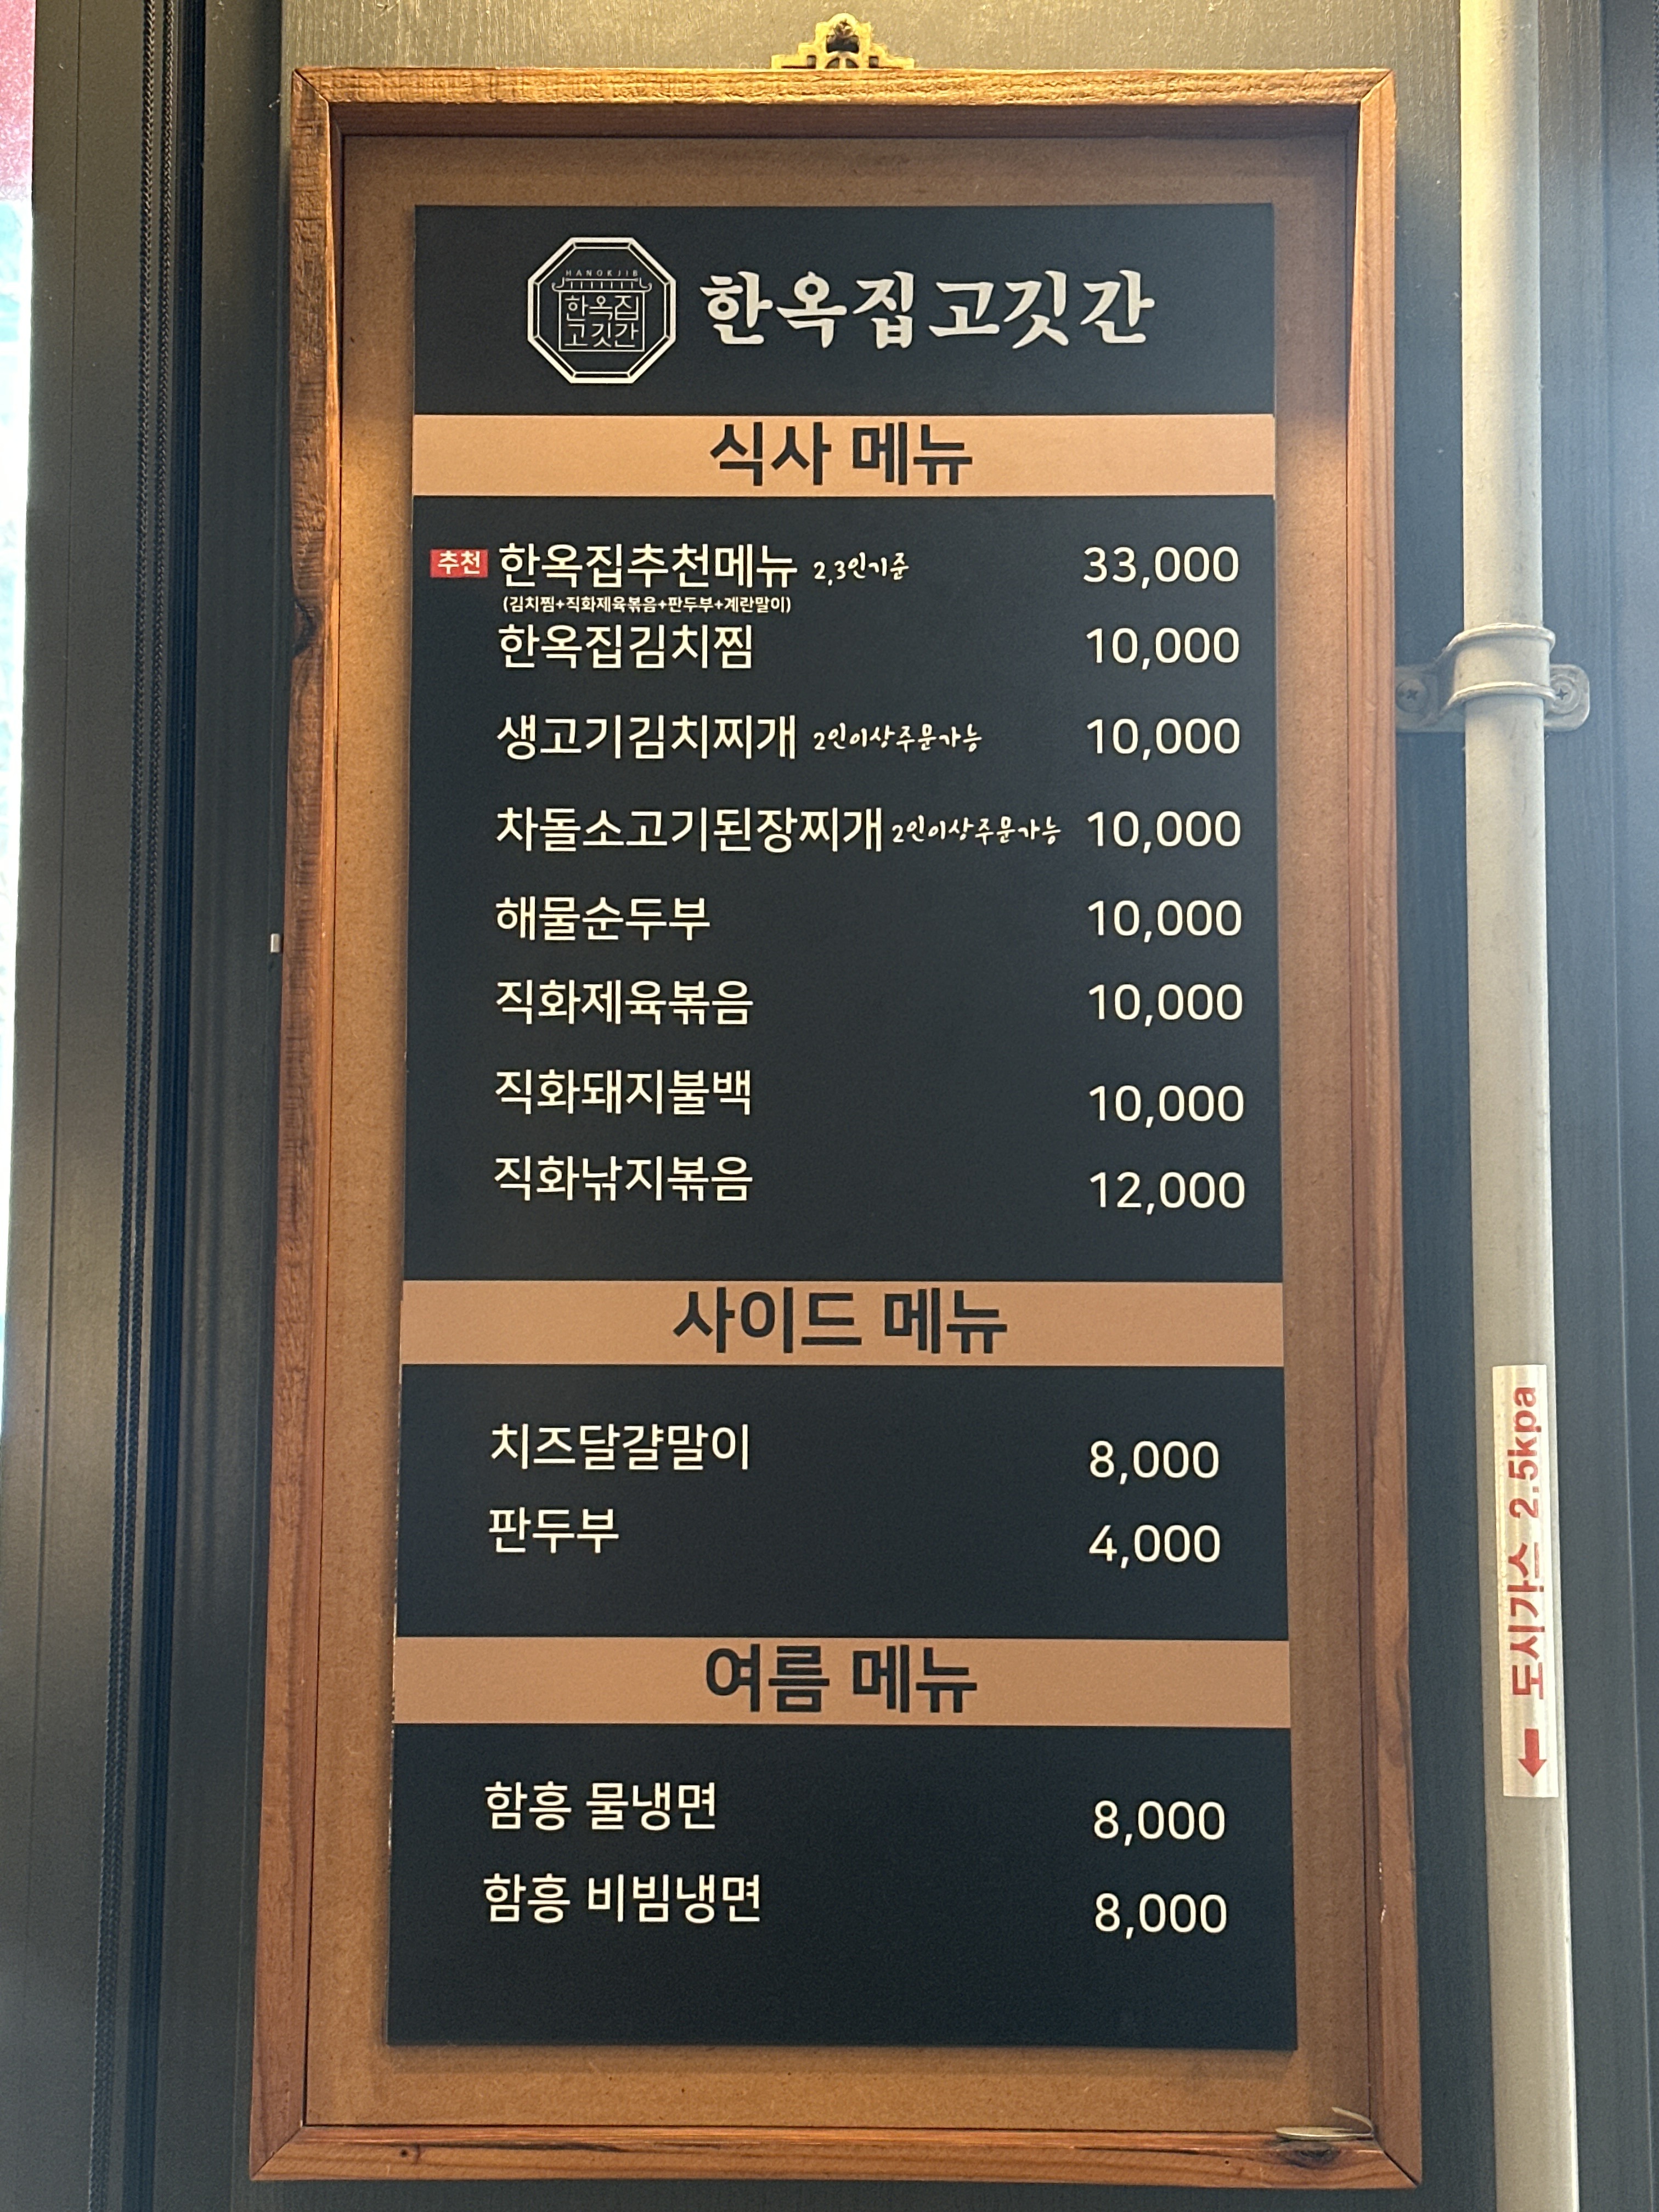 HANOKJIB
한옥집
고깃간
한옥집고깃간
식사 메뉴
추천 한옥집추천메뉴 2,3인기준 33,000
(김치찜+직화제육볶음+판두부+계란말이)
한옥집김치찜 10,000
생고기김치찌개 2인이상주문가능 10,000
차돌소고기된장찌개 2인이상주문가능 10,000
해물순두부 10,000
직화제육볶음 10,000
직화돼지불백 10,000
직화낚지볶음 12,000
사이드 메뉴
치즈달걀말이 8,000
판두부 4,000
여름 메뉴
함흥 물냉면 8,000
함흥 비빔냉면 8,000
도시가스 2.5kpa